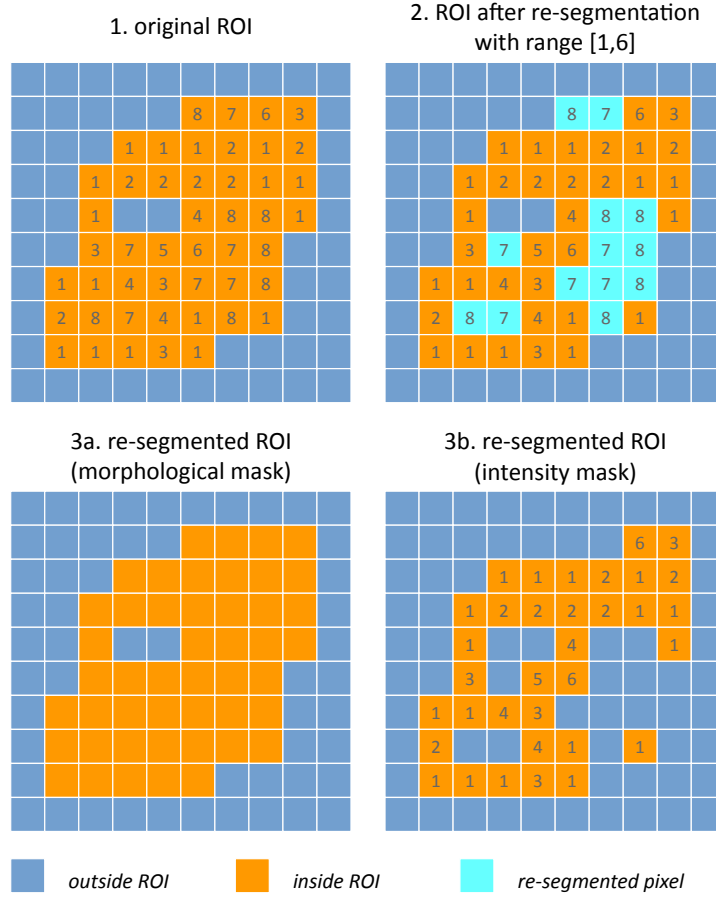 1. original ROI
2. ROI after re-segmentation
with range [1,6]
8 7 6 3
1 1 1 2 1 2
1 2 2 2 2 1 1
1 4 8 8 1
3 7 5 6 7 8
1 1 4 3 7 7 8
2 8 7 4 1 8 1
1 1 1 3 1
8 7 6 3
1 1 1 2 1 2
1 2 2 2 2 1 1
1 4 8 8 1
3 7 5 6 7 8
1 1 4 3 7 7 8
2 8 7 4 1 8 1
1 1 1 3 1
3a. re-segmented ROI
(morphological mask)
3b. re-segmented ROI
(intensity mask)
6 3
1 1 1 2 1 2
1 2 2 2 2 1 1
1 4 1
3 5 6
1 1 4 3
2 4 1 1
1 1 1 3 1
outside ROI
inside ROI
re-segmented pixel